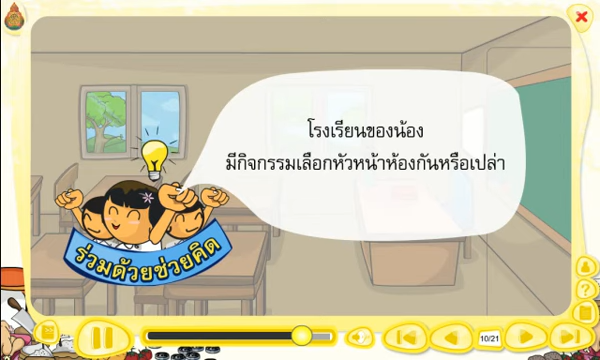 โรงเรียนของน้อง
มีกิจกรรมเลือกหัวหน้าห้องกันหรือเปล่า
ร่วมด้วยช่วยคิด
10/21